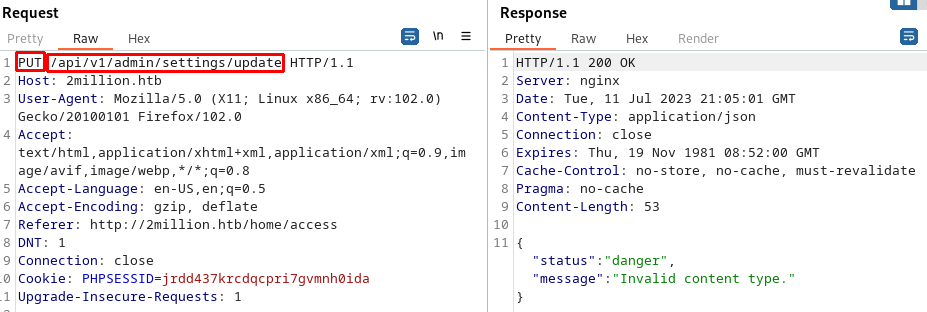 Request
Pretty Raw Hex \n
1 PUT /api/v1/admin/settings/update HTTP/1.1
2 Host: 2million.htb
3 User-Agent: Mozilla/5.0 (X11; Linux x86_64; rv:102.0)
Gecko/20100101 Firefox/102.0
4 Accept:
text/html,application/xhtml+xml,application/xml;q=0.9,im
age/avif,image/webp,*/*;q=0.8
5 Accept-Language: en-US,en;q=0.5
6 Accept-Encoding: gzip, deflate
7 Referer: http://2million.htb/home/access
8 DNT: 1
9 Connection: close
0 Cookie: PHPSESSID=jrdd437krcdqcpri7gvmnh0ida
1 Upgrade-Insecure-Requests: 1
Response
Pretty Raw Hex Render
1 HTTP/1.1 200 OK
2 Server: nginx
3 Date: Tue, 11 Jul 2023 21:05:01 GMT
4 Content-Type: application/json
5 Connection: close
6 Expires: Thu, 19 Nov 1981 08:52:00 GMT
7 Cache-Control: no-store, no-cache, must-revalidate
8 Pragma: no-cache
9 Content-Length: 53
10
11 {
"status":"danger",
"message":"Invalid content type."
}